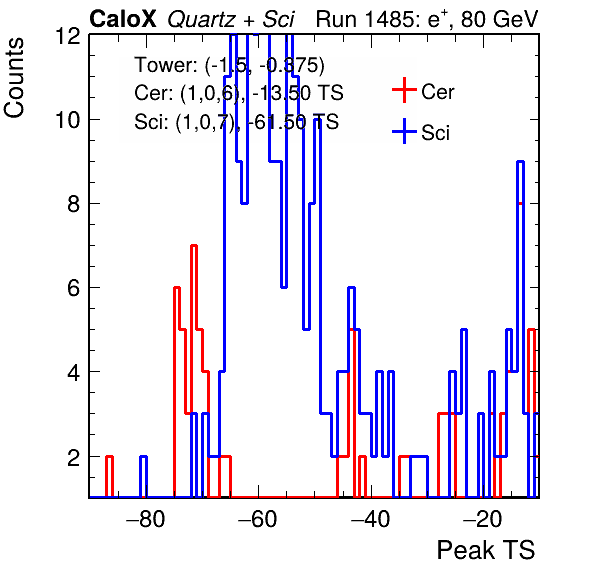 CaloX Quartz + Sci Run 1485: e⁺, 80 GeV
Counts
12
10
8
6
4
2
Tower: (-1.5, -0.375)
Cer: (1,0,6), -13.50 TS
Sci: (1,0,7), -61.50 TS
Cer
Sci
−80 −60 −40 −20
Peak TS